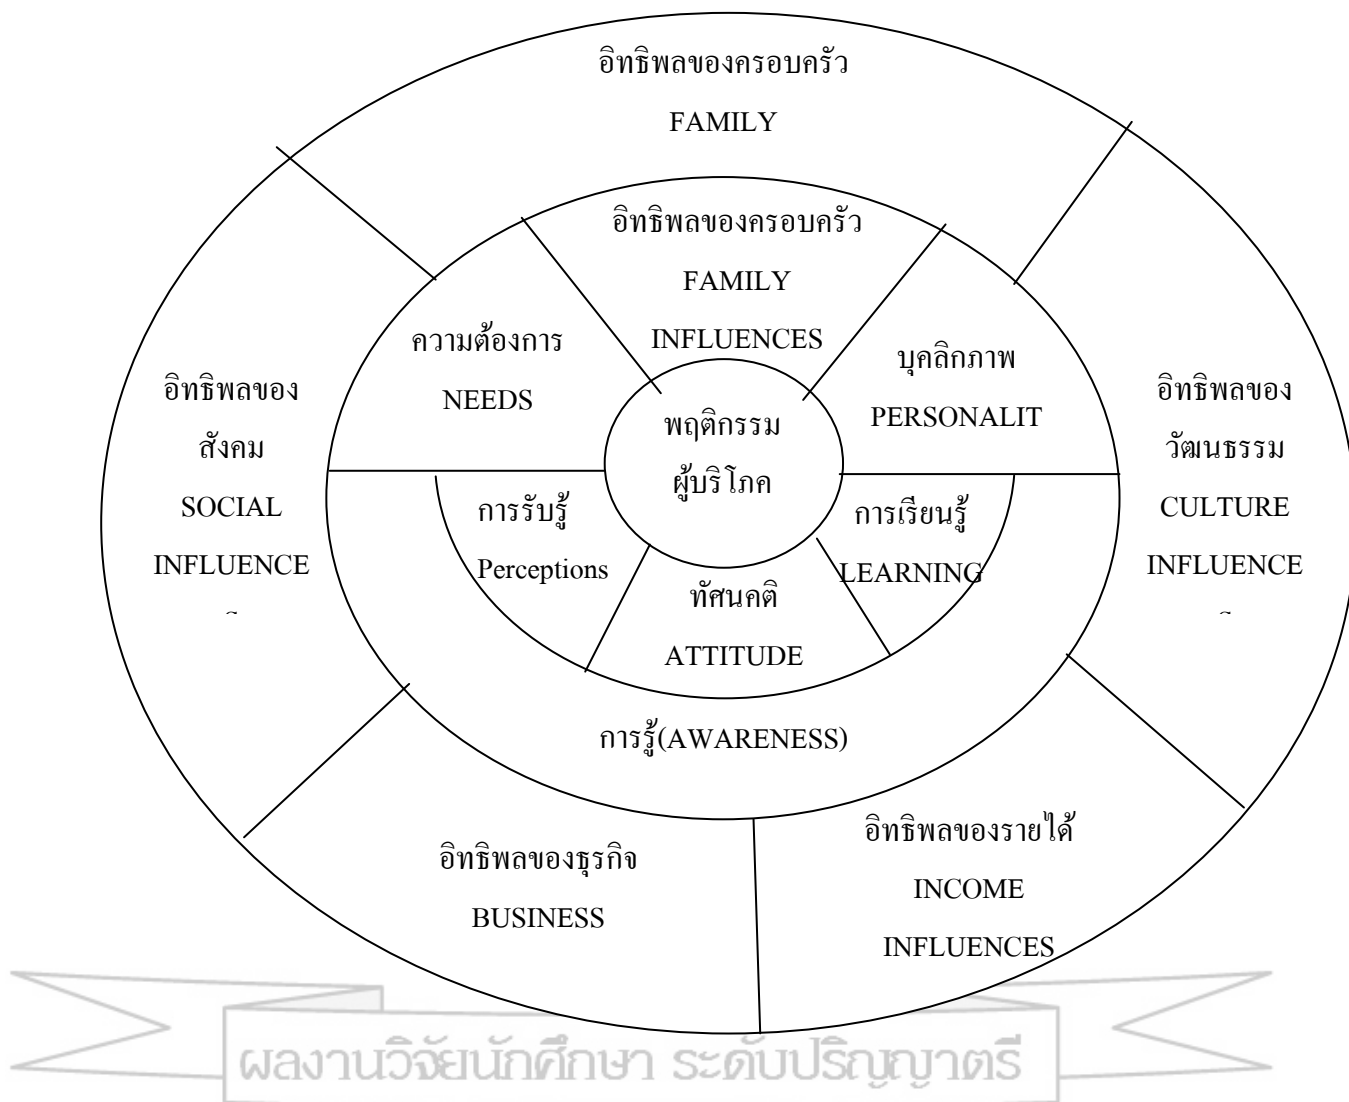 อิทธิพลของครอบครัว
FAMILY
อิทธิพลของครอบครัว
FAMILY
INFLUENCES
ความต้องการ
NEEDS
บุคลิกภาพ
PERSONALIT
อิทธิพลของ
สังคม
SOCIAL
INFLUENCE
พฤติกรรม
ผู้บริโภค
อิทธิพลของ
วัฒนธรรม
CULTURE
INFLUENCE
การรับรู้
Perceptions
การเรียนรู้
LEARNING
ทัศนคติ
ATTITUDE
การรู้(AWARENESS)
อิทธิพลของธุรกิจ
BUSINESS
อิทธิพลของรายได้
INCOME
INFLUENCES
ผลงานวิจัยนักศึกษา ระดับปริญญาตรี